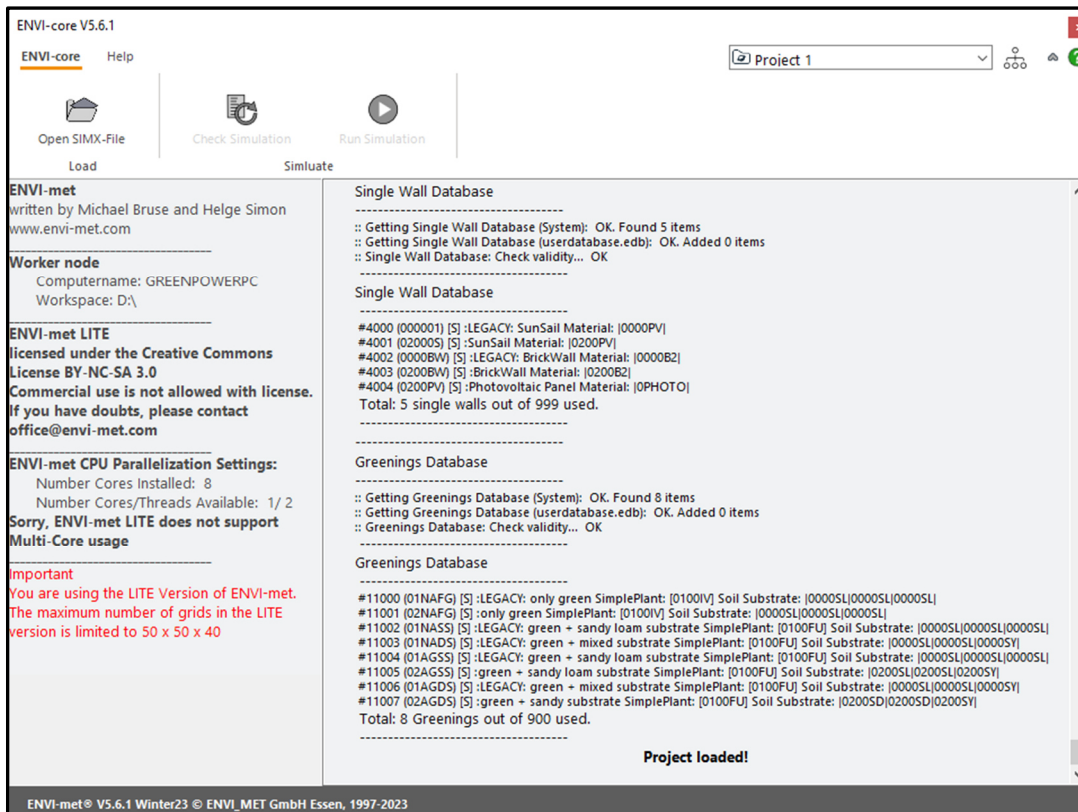 ENVI-core V5.6.1
ENVI-core Help
Project 1
Open SIMX-File
Check Simulation
Run Simulation
Load
Simluate
ENVI-met
written by Michael Bruse and Helge Simon
www.envi-met.com
Worker node
Computername: GREENPOWERPC
Workspace: D:\
ENVI-met LITE
licensed under the Creative Commons
License BY-NC-SA 3.0
Commercial use is not allowed with license.
If you have doubts, please contact
office@envi-met.com
ENVI-met CPU Parallelization Settings:
Number Cores Installed: 8
Number Cores/Threads Available: 1/ 2
Sorry, ENVI-met LITE does not support
Multi-Core usage
Important
You are using the LITE Version of ENVI-met.
The maximum number of grids in the LITE
version is limited to 50 x 50 x 40
Single Wall Database
-------------------------------------
:: Getting Single Wall Database (System): OK. Found 5 items
:: Getting Single Wall Database (userdatabase.edb): OK. Added 0 items
:: Single Wall Database: Check validity... OK
-------------------------------------
Single Wall Database
-------------------------------------
#4000 (000001) [S] :LEGACY: SunSail Material: |0000PV|
#4001 (02000S) [S] :SunSail Material: |0200PV|
#4002 (0000BW) [S] :LEGACY: BrickWall Material: |0000B2|
#4003 (0200BW) [S] :BrickWall Material: |0200B2|
#4004 (0200PV) [S] :Photovoltaic Panel Material: |0PHOTO|
Total: 5 single walls out of 999 used.
-------------------------------------
-------------------------------------
Greenings Database
-------------------------------------
:: Getting Greenings Database (System): OK. Found 8 items
:: Getting Greenings Database (userdatabase.edb): OK. Added 0 items
:: Greenings Database: Check validity... OK
-------------------------------------
Greenings Database
-------------------------------------
#11000 (01NAFG) [S] :LEGACY: only green SimplePlant: [0100IV] Soil Substrate: |0000SL|0000SL|0000SL|
#11001 (02NAFG) [S] :only green SimplePlant: [0100IV] Soil Substrate: |0000SL|0000SL|0000SL|
#11002 (01NASS) [S] :LEGACY: green + sandy loam substrate SimplePlant: [0100FU] Soil Substrate: |0000SL|0000SL|0000SL|
#11003 (01NADS) [S] :LEGACY: green + mixed substrate SimplePlant: [0100FU] Soil Substrate: |0000SL|0000SL|0000SY|
#11004 (01AGSS) [S] :LEGACY: green + sandy loam substrate SimplePlant: [0100FU] Soil Substrate: |0000SL|0000SL|0000SL|
#11005 (02AGSS) [S] :green + sandy loam substrate SimplePlant: [0100FU] Soil Substrate: |0200SL|0200SL|0200SY|
#11006 (01AGDS) [S] :LEGACY: green + mixed substrate SimplePlant: [0100FU] Soil Substrate: |0000SL|0000SL|0000SY|
#11007 (02AGDS) [S] :green + sandy substrate SimplePlant: [0100FU] Soil Substrate: |0200SD|0200SD|0200SY|
Total: 8 Greenings out of 900 used.
-------------------------------------
Project loaded!
ENVI-met® V5.6.1 Winter23 © ENVI_MET GmbH Essen, 1997-2023